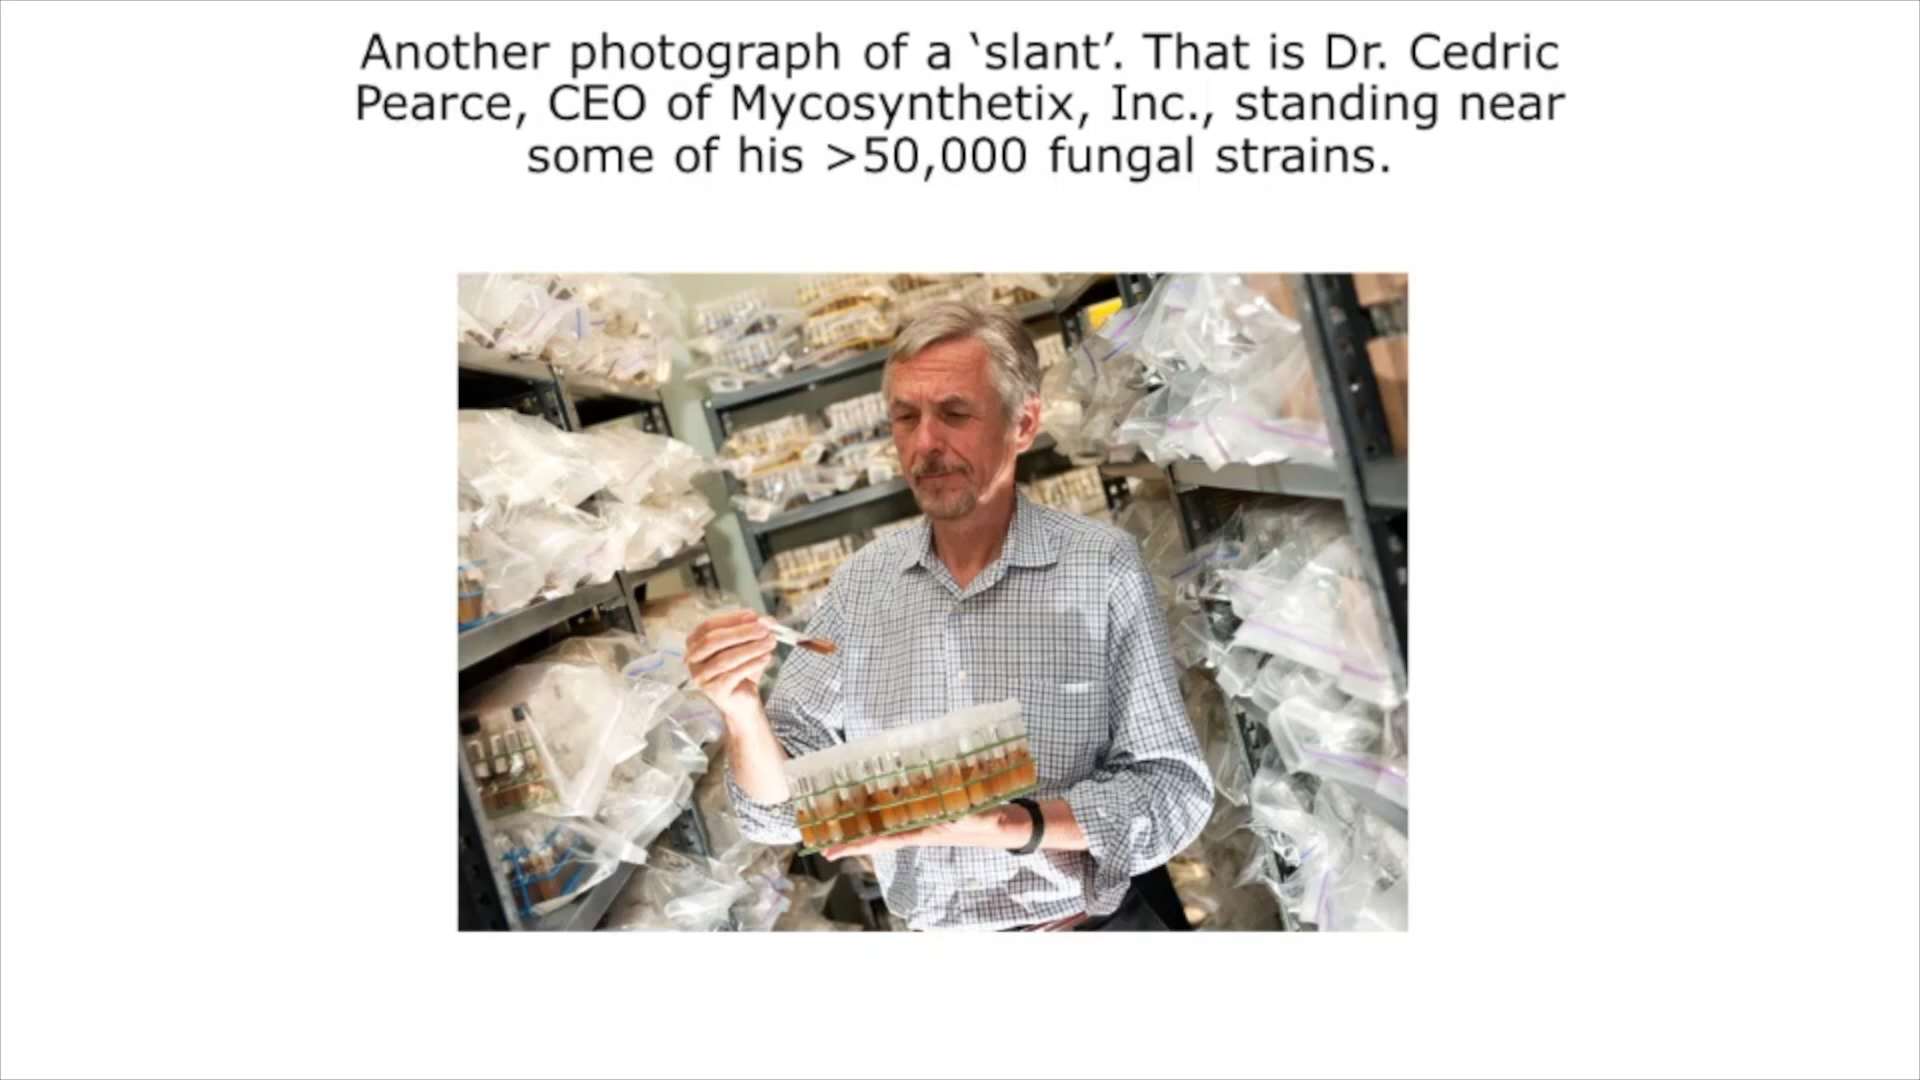 Another photograph of a ‘slant’. That is Dr. Cedric
Pearce, CEO of Mycosynthetix, Inc., standing near
some of his >50,000 fungal strains.